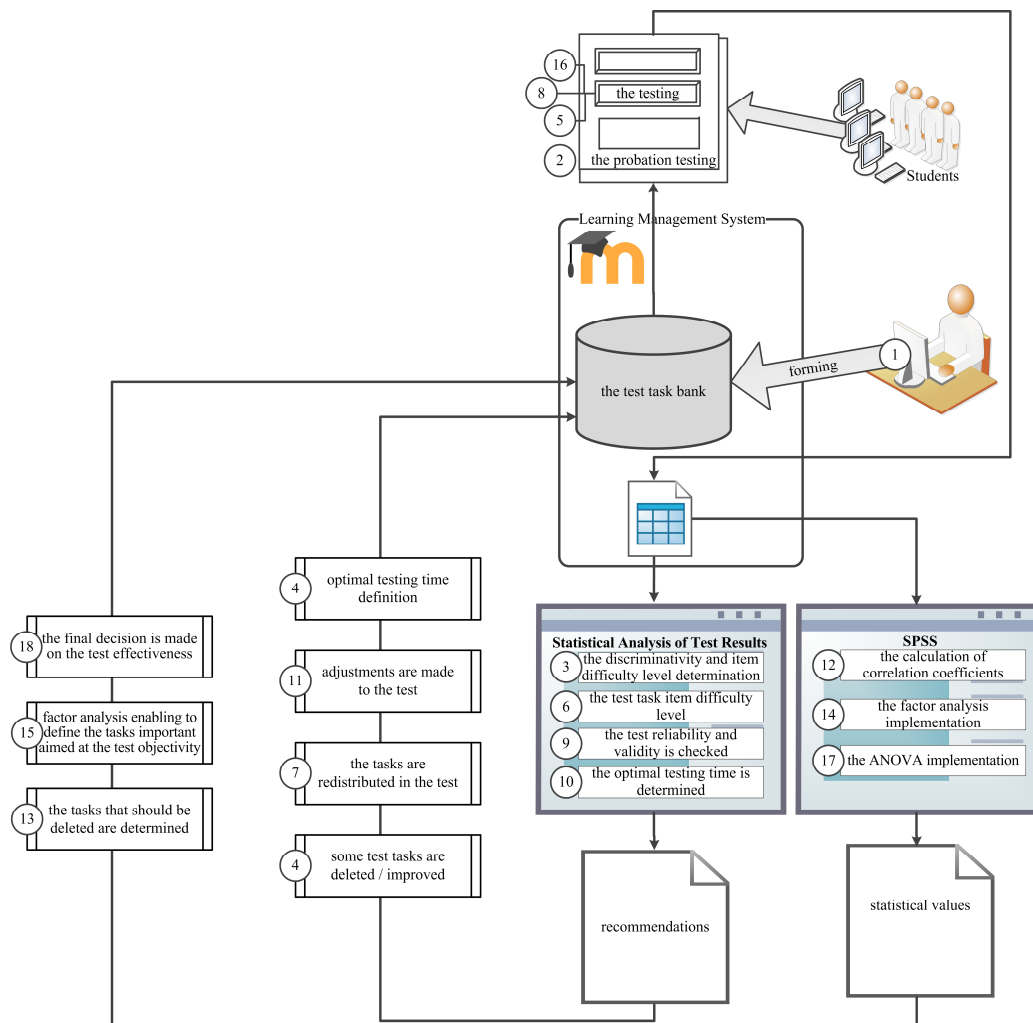 16
8
the testing
5
2
the probation testing
Students
Learning Management System
m
1
forming
the test task bank
4
optimal testing time
definition
11
adjustments are made
to the test
7
the tasks are
redistributed in the test
4
some test tasks are
deleted / improved
18
the final decision is made
on the test effectiveness
15
factor analysis enabling to
define the tasks important
aimed at the test objectivity
13
the tasks that should be
deleted are determined
Statistical Analysis of Test Results
3
the discriminativity and item
difficulty level determination
6
the test task item difficulty
level
9
the test reliability and
validity is checked
10
the optimal testing time is
determined
SPSS
12
the calculation of
correlation coefficients
14
the factor analysis
implementation
17
the ANOVA implementation
recommendations
statistical values